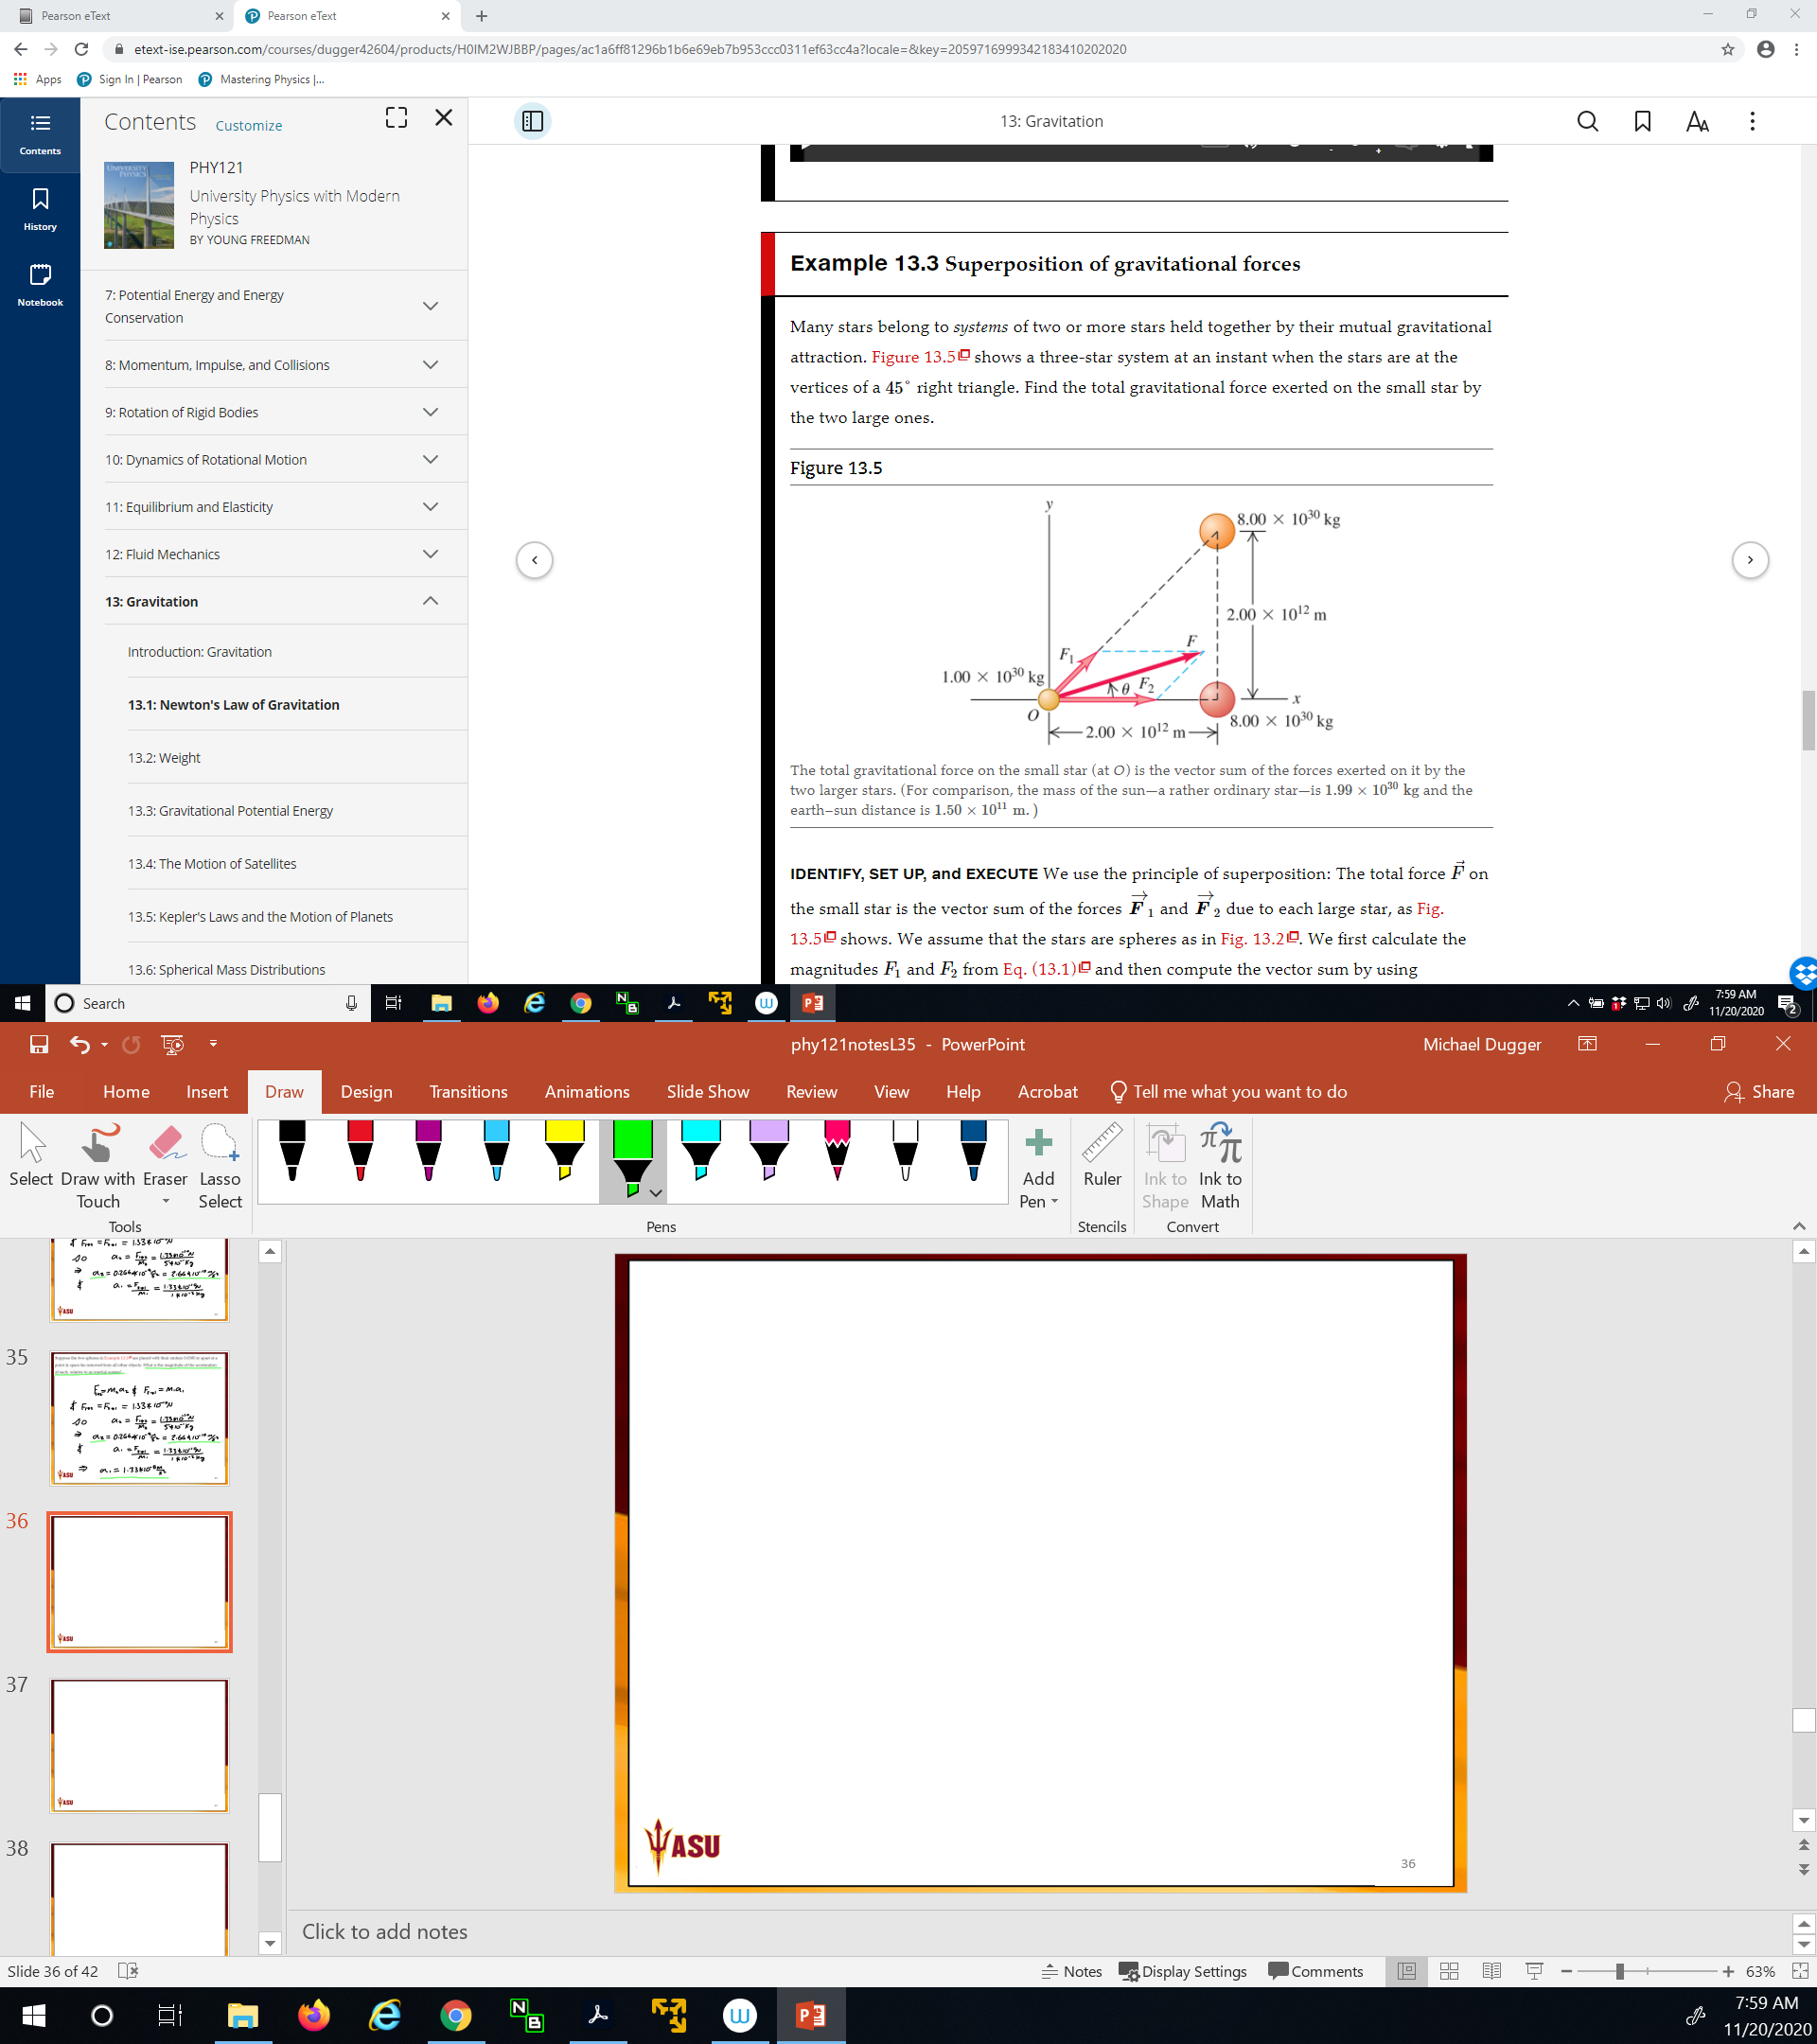 Pearson eText
Pearson eText
etext-ise.pearson.com/courses/dugger42604/products/H0IM2WJBBP/pages/ac1a6ff81296b1b6e69eb7b953ccc0311ef63cc4a?locale=&key=2059716999342183410202020
Apps Sign In | Pearson Mastering Physics |...
Contents
History
Notebook
Contents Customize
PHY121
University Physics with Modern
Physics
BY YOUNG FREEDMAN
7: Potential Energy and Energy
Conservation
8: Momentum, Impulse, and Collisions
9: Rotation of Rigid Bodies
10: Dynamics of Rotational Motion
11: Equilibrium and Elasticity
12: Fluid Mechanics
13: Gravitation
Introduction: Gravitation
13.1: Newton's Law of Gravitation
13.2: Weight
13.3: Gravitational Potential Energy
13.4: The Motion of Satellites
13.5: Kepler's Laws and the Motion of Planets
13.6: Spherical Mass Distributions
13: Gravitation
Example 13.3 Superposition of gravitational forces
Many stars belong to systems of two or more stars held together by their mutual gravitational
attraction. Figure 13.5 shows a three-star system at an instant when the stars are at the
vertices of a 45° right triangle. Find the total gravitational force exerted on the small star by
the two large ones.
Figure 13.5
y
8.00 × 10³⁰ kg
2.00 × 10¹² m
F₁
F
1.00 × 10³⁰ kg
θ
F₂
x
O
8.00 × 10³⁰ kg
2.00 × 10¹² m
The total gravitational force on the small star (at O) is the vector sum of the forces exerted on it by the
two larger stars. (For comparison, the mass of the sun—a rather ordinary star—is 1.99 × 10³⁰ kg and the
earth–sun distance is 1.50 × 10¹¹ m.)
IDENTIFY, SET UP, and EXECUTE We use the principle of superposition: The total force F⃗ on
the small star is the vector sum of the forces F⃗₁ and F⃗₂ due to each large star, as Fig.
13.5 shows. We assume that the stars are spheres as in Fig. 13.2. We first calculate the
magnitudes F₁ and F₂ from Eq. (13.1) and then compute the vector sum by using
Search
7:59 AM
11/20/2020
2
phy121notesL35 - PowerPoint
Michael Dugger
File Home Insert Draw Design Transitions Animations Slide Show Review View Help Acrobat Tell me what you want to do Share
Select
Draw with
Touch
Eraser
Lasso
Select
Tools
Pens
Add
Pen
Ruler
Stencils
Ink to
Shape
Ink to
Math
Convert
35
36
37
38
ASU
36
Click to add notes
Slide 36 of 42
Notes Display Settings Comments 63%
7:59 AM
11/20/2020